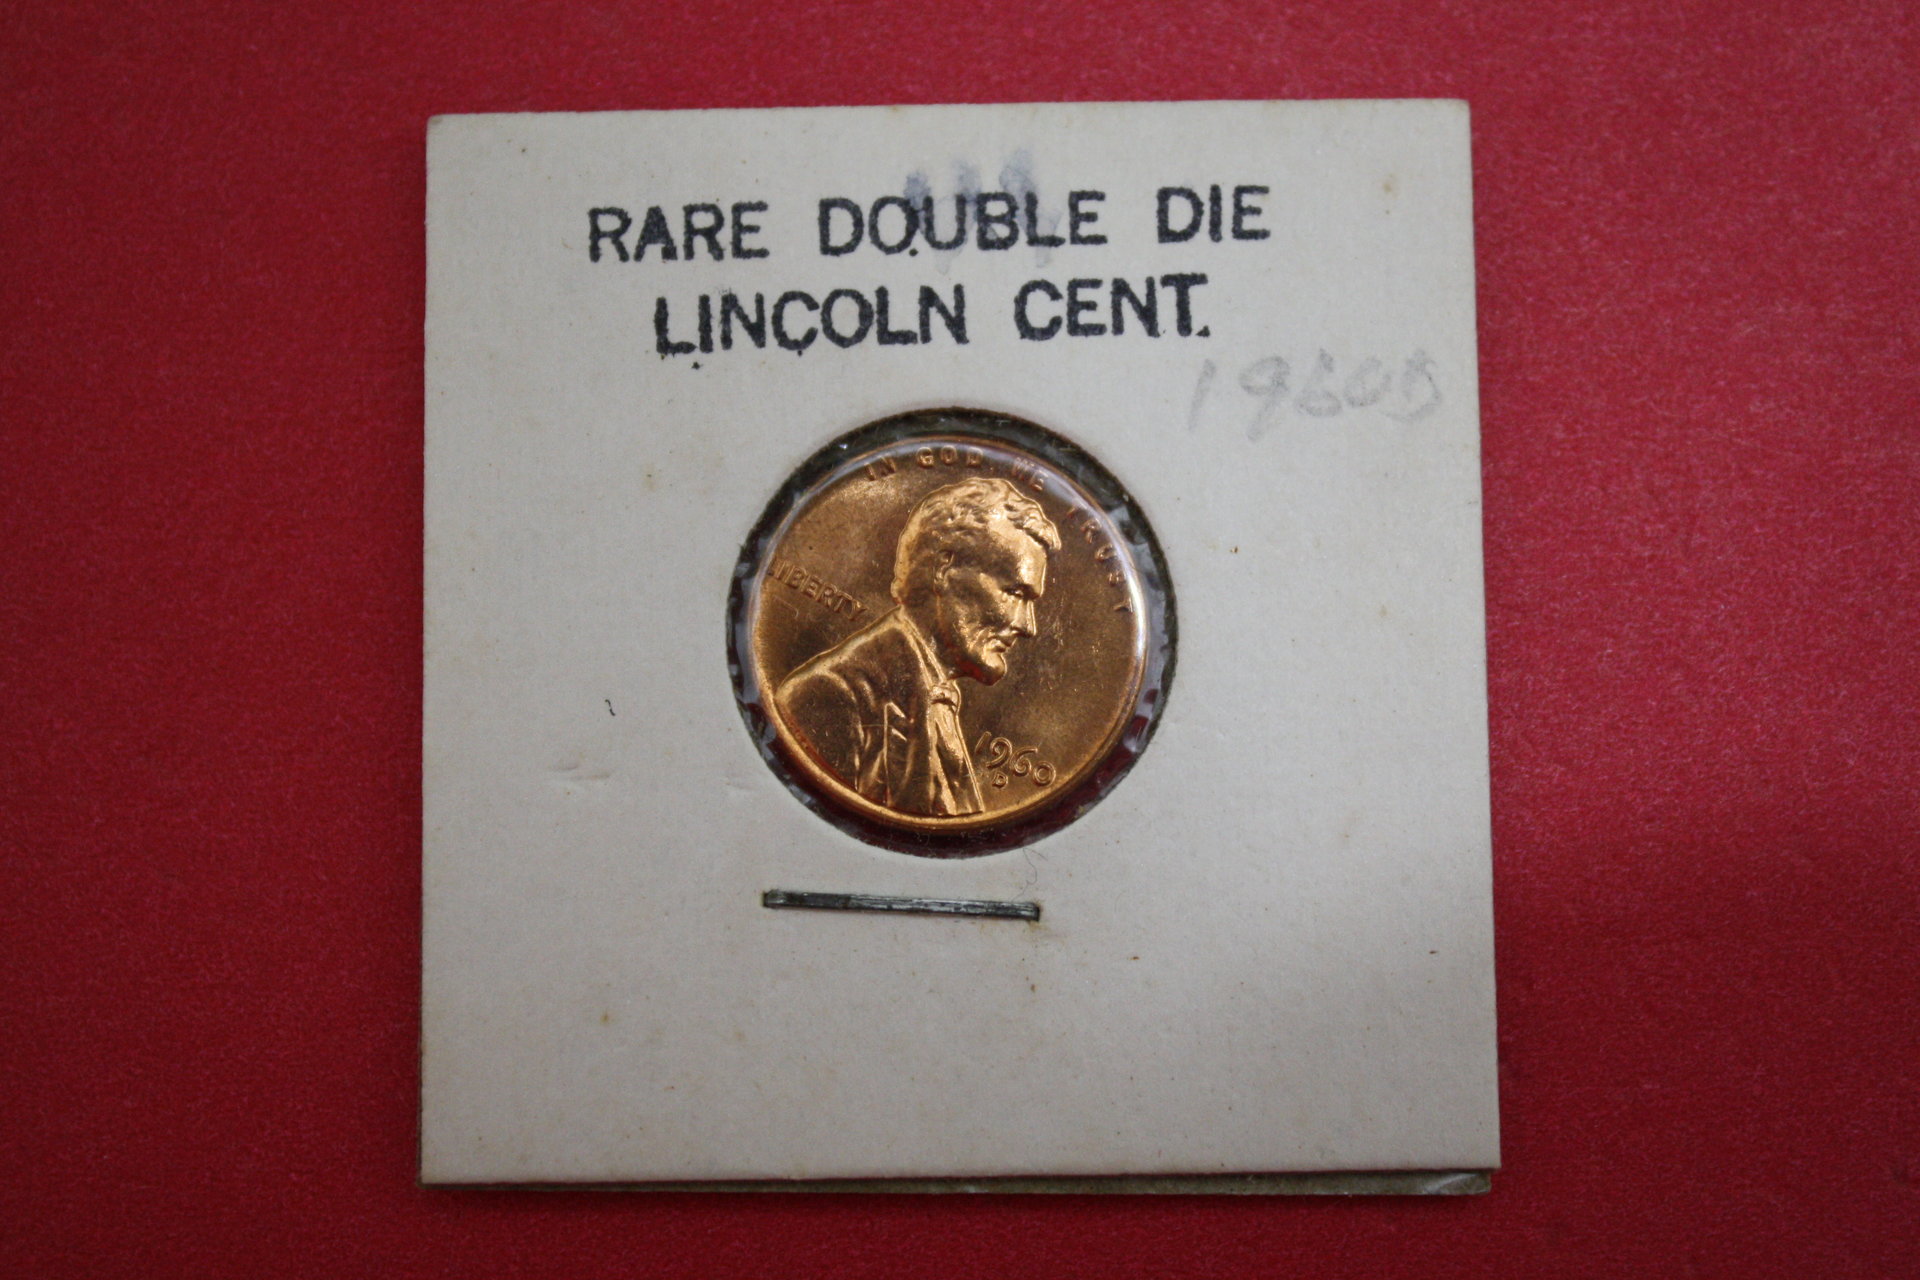 RARE DOUBLE DIE
LINCOLN CENT.
1960D
IN GOD WE TRUST
LIBERTY
1960
D